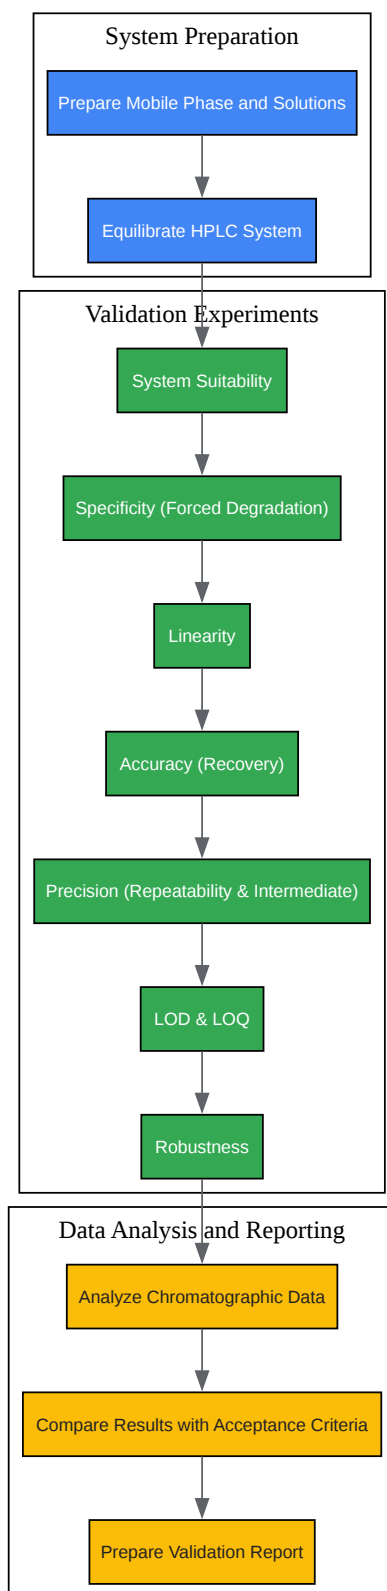 System Preparation
Prepare Mobile Phase and Solutions
Equilibrate HPLC System
Validation Experiments
System Suitability
Specificity (Forced Degradation)
Linearity
Accuracy (Recovery)
Precision (Repeatability & Intermediate)
LOD & LOQ
Robustness
Data Analysis and Reporting
Analyze Chromatographic Data
Compare Results with Acceptance Criteria
Prepare Validation Report